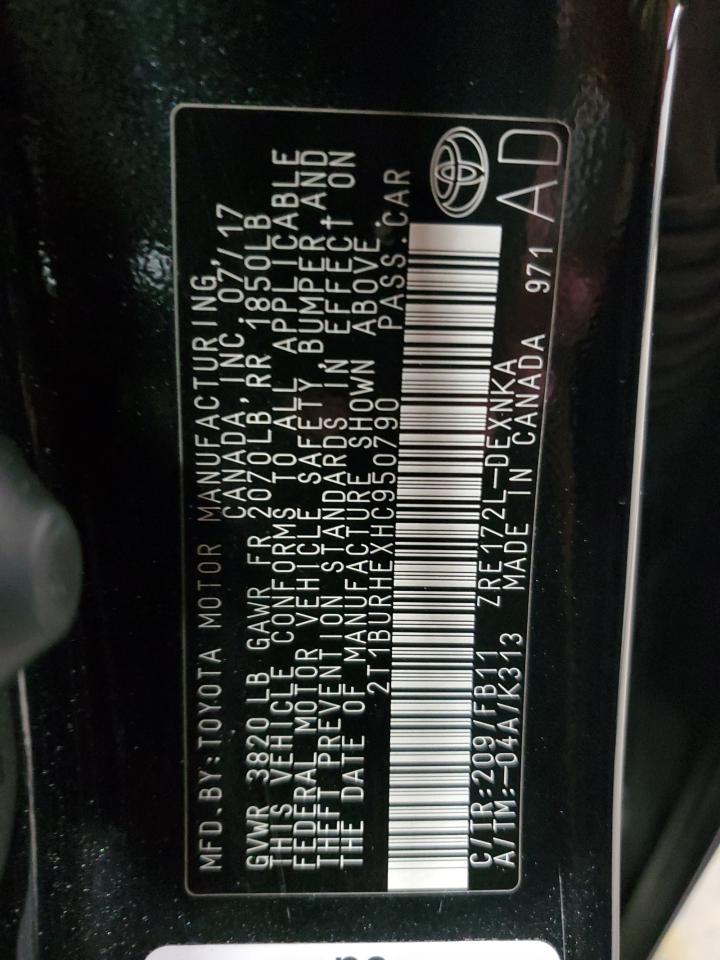 MFD.BY:TOYOTA MOTOR MANUFACTURING,
CANADA, INC. 07/17
GVWR 3820 LB GAWR FR 2070LB,RR 1850LB
THIS VEHICLE CONFORMS TO ALL APPLICABLE
FEDERAL MOTOR VEHICLE SAFETY, BUMPER, AND
THEFT PREVENTION STANDARDS IN EFFECT ON
THE DATE OF MANUFACTURE SHOWN ABOVE.
2T1BURHEXHC950790 PASS.CAR
C/TR:209/FB11 ZRE172L-DEXNKA
A/TM:-04A/K313 MADE IN CANADA 971
AD